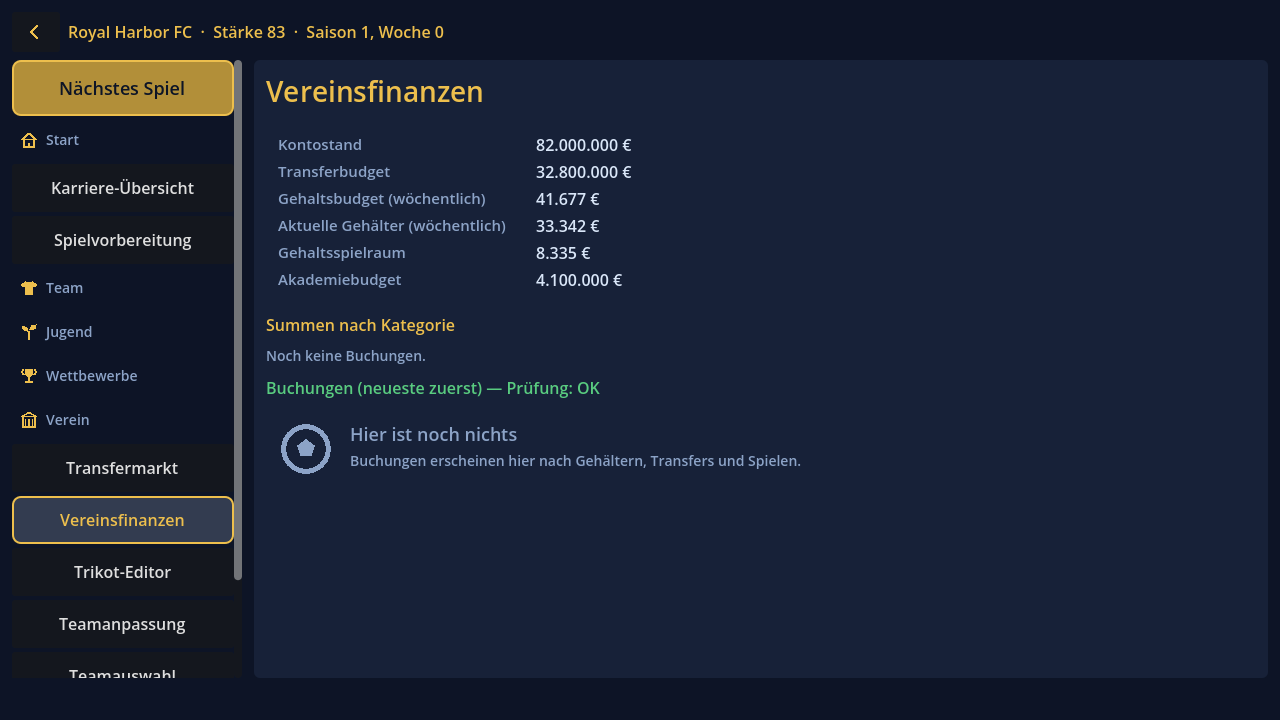 Royal Harbor FC · Stärke 83 · Saison 1, Woche 0
Nächstes Spiel
Start
Karriere-Übersicht
Spielvorbereitung
Team
Jugend
Wettbewerbe
Verein
Transfermarkt
Vereinsfinanzen
Trikot-Editor
Teamanpassung
Teamauswahl
Vereinsfinanzen
Kontostand 82.000.000 €
Transferbudget 32.800.000 €
Gehaltsbudget (wöchentlich) 41.677 €
Aktuelle Gehälter (wöchentlich) 33.342 €
Gehaltsspielraum 8.335 €
Akademiebudget 4.100.000 €
Summen nach Kategorie
Noch keine Buchungen.
Buchungen (neueste zuerst) — Prüfung: OK
Hier ist noch nichts
Buchungen erscheinen hier nach Gehältern, Transfers und Spielen.